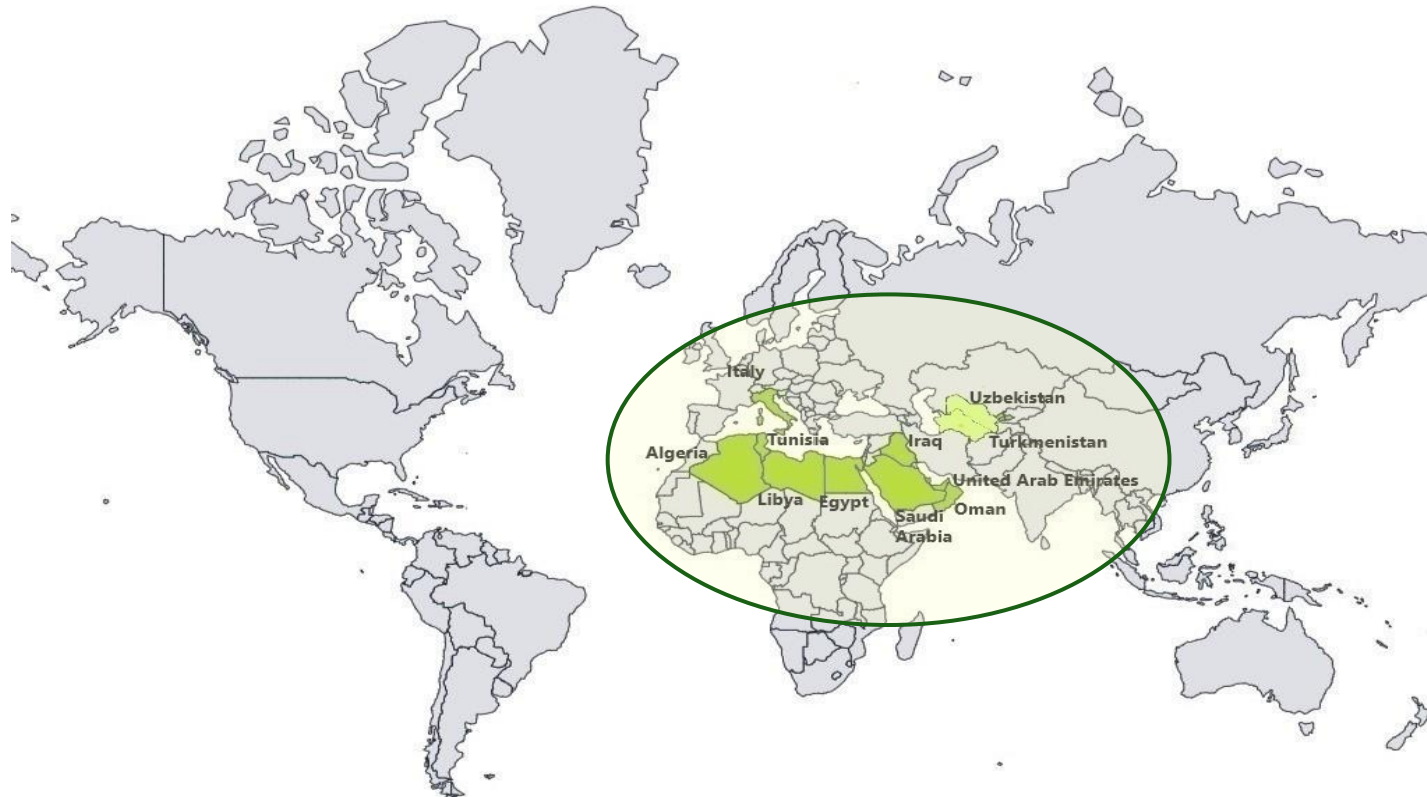 Italy
Uzbekistan
Tunisia
Iraq
Turkmenistan
Algeria
United Arab Emirates
Libya
Egypt
Oman
Saudi
Arabia